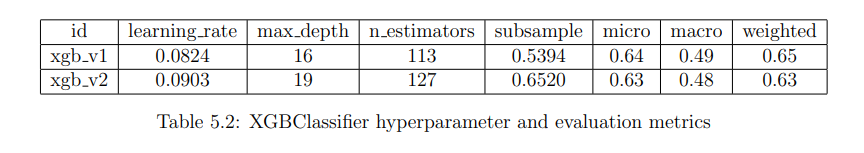 id learning_rate max_depth n_estimators subsample micro macro weighted
xgb_v1 0.0824 16 113 0.5394 0.64 0.49 0.65
xgb_v2 0.0903 19 127 0.6520 0.63 0.48 0.63
Table 5.2: XGBClassifier hyperparameter and evaluation metrics